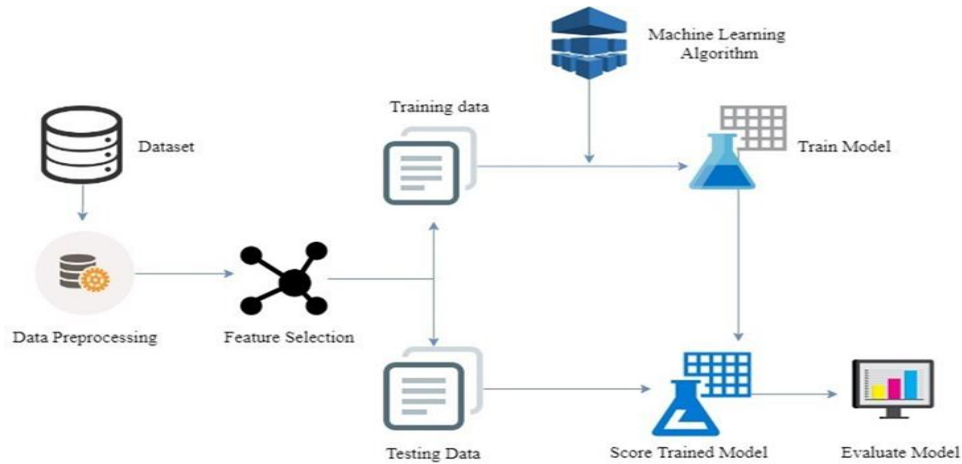 Machine Learning
Algorithm
Training data
Dataset
Train Model
Data Preprocessing
Feature Selection
Testing Data
Score Trained Model
Evaluate Model